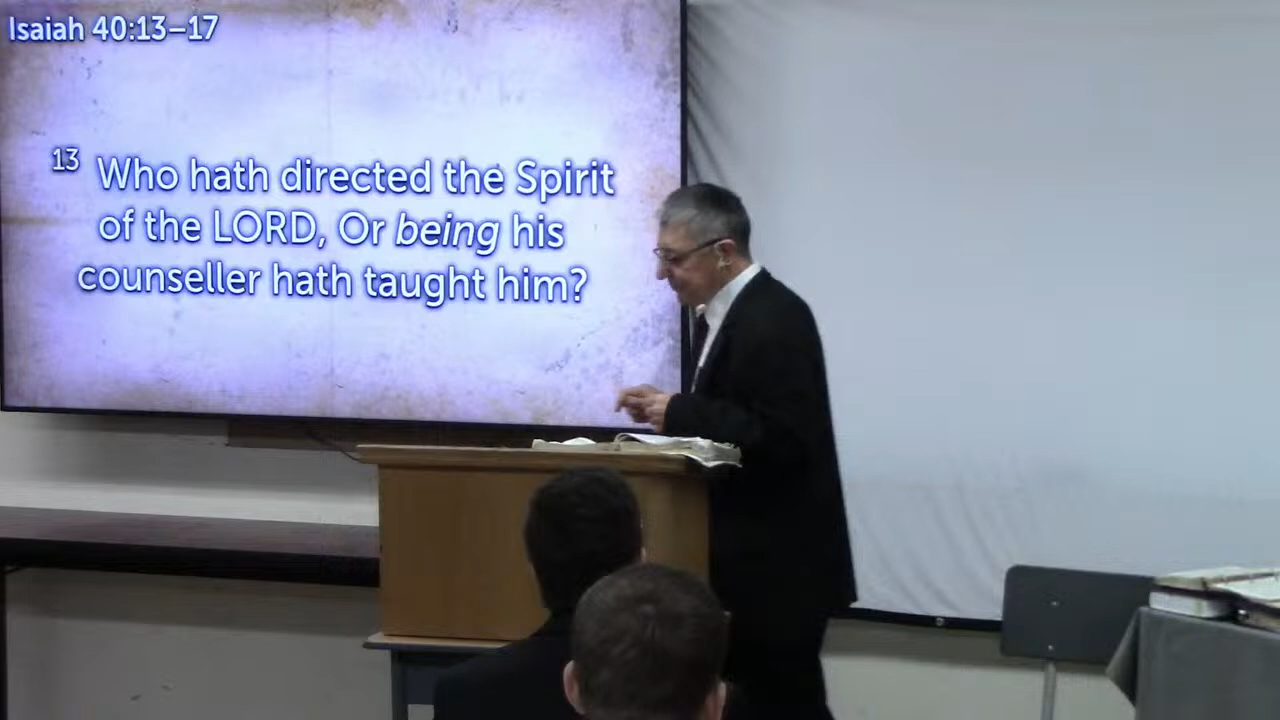 Isaiah 40:13–17
13 Who hath directed the Spirit
of the LORD, Or being his
counseller hath taught him?